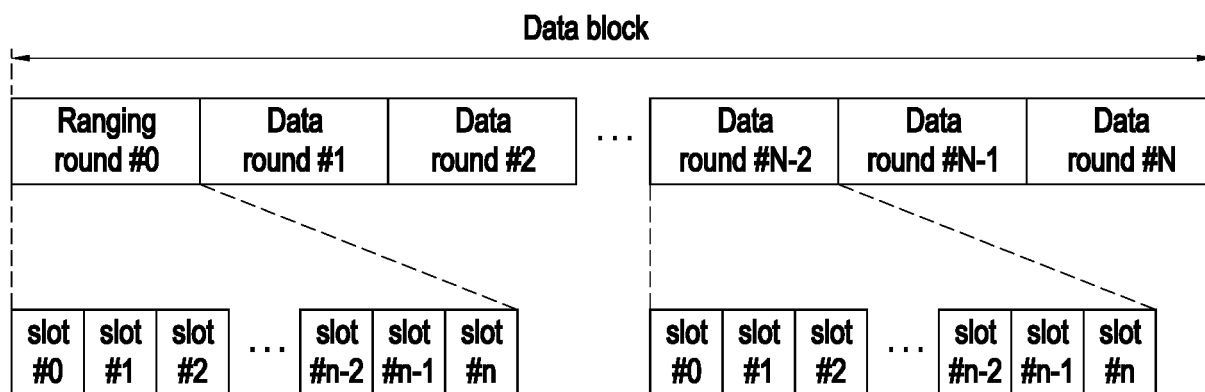 Data block
Ranging Data Data ... Data Data Data
round #0 round #1 round #2 round #N-2 round #N-1 round #N
slot slot slot ... slot slot slot slot slot slot ... slot slot slot
#0 #1 #2 #n-2 #n-1 #n #0 #1 #2 #n-2 #n-1 #n